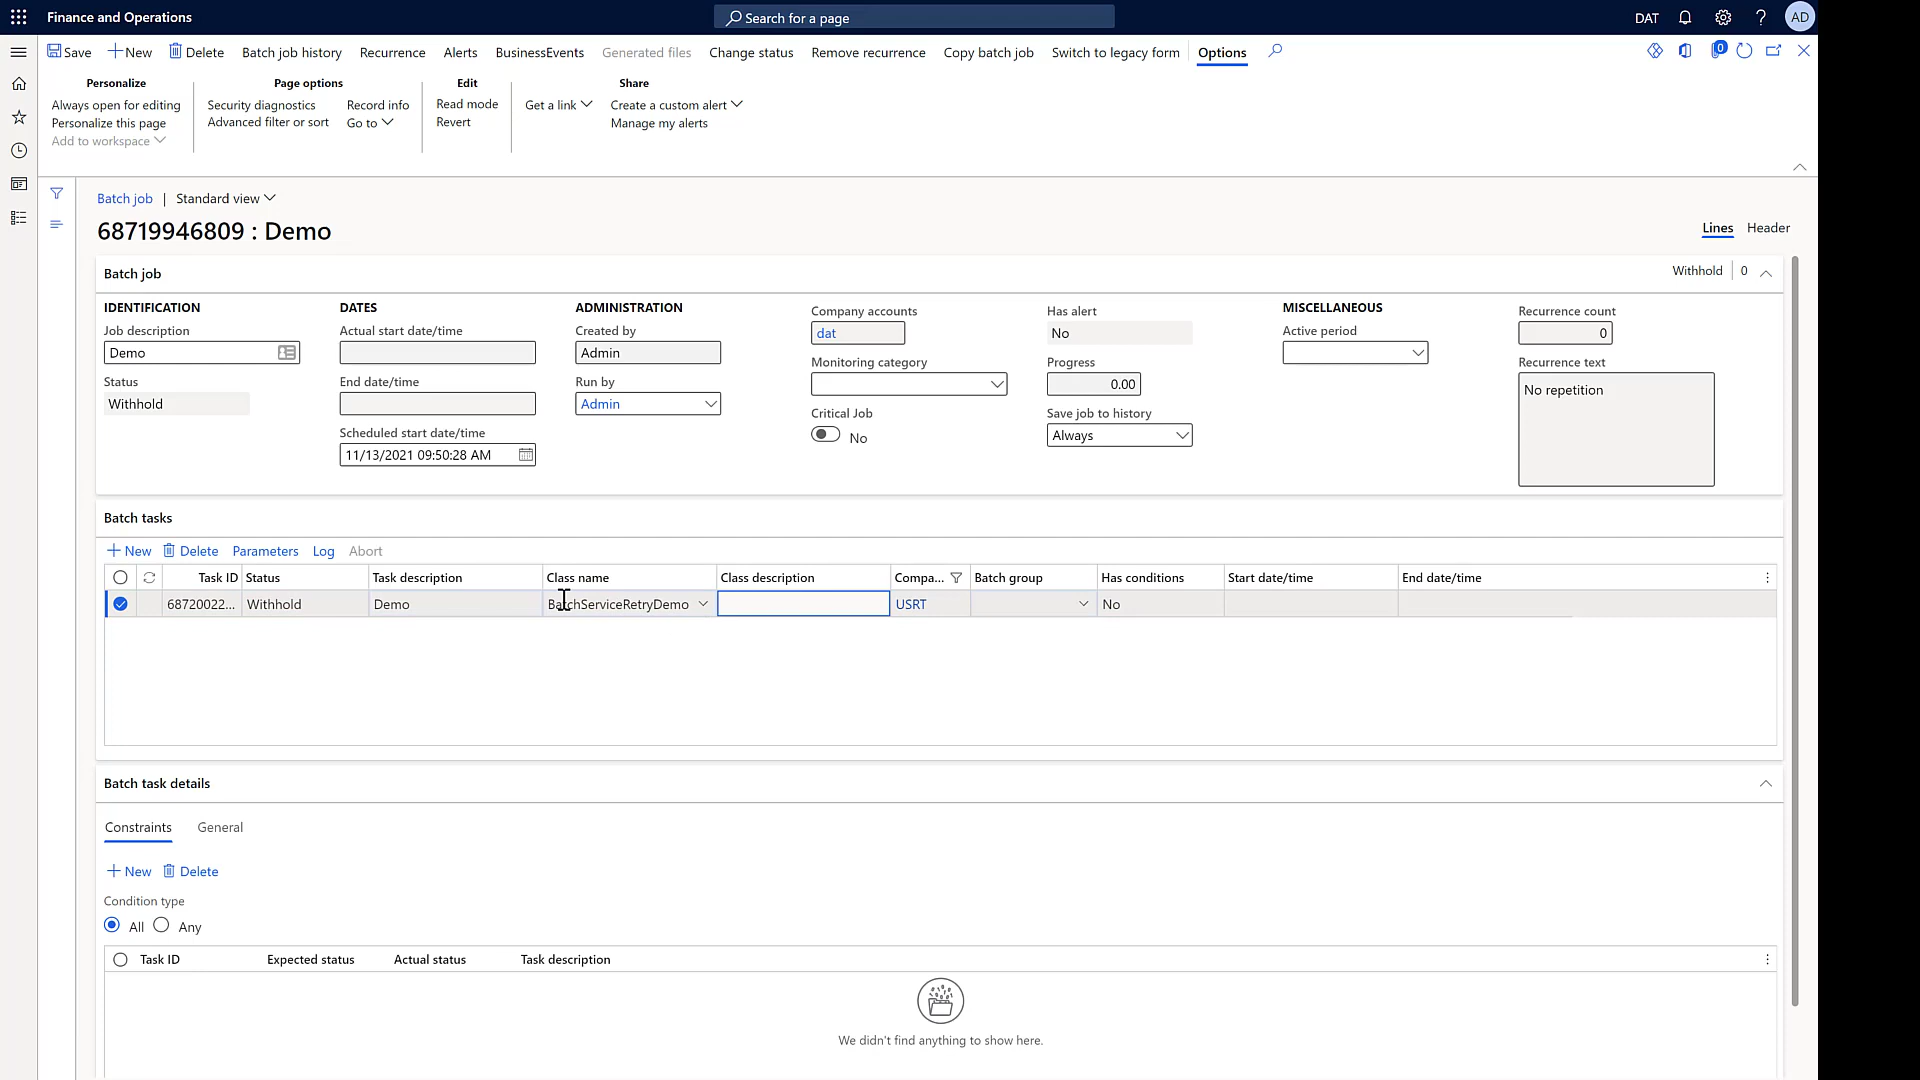 Finance and Operations
Search for a page
DAT
AD
Save
New
Delete
Batch job history
Recurrence
Alerts
BusinessEvents
Generated files
Change status
Remove recurrence
Copy batch job
Switch to legacy form
Options
0
Personalize
Always open for editing
Personalize this page
Add to workspace
Page options
Security diagnostics
Advanced filter or sort
Record info
Go to
Edit
Read mode
Revert
Get a link
Share
Create a custom alert
Manage my alerts
Batch job | Standard view
68719946809 : Demo
Lines
Header
Batch job
Withhold
0
IDENTIFICATION
Job description
Demo
Status
Withhold
DATES
Actual start date/time
End date/time
Scheduled start date/time
11/13/2021 09:50:28 AM
ADMINISTRATION
Created by
Admin
Run by
Admin
Company accounts
dat
Monitoring category
Critical Job
No
Has alert
No
Progress
0.00
Save job to history
Always
MISCELLANEOUS
Active period
Recurrence count
0
Recurrence text
No repetition
Batch tasks
New
Delete
Parameters
Log
Abort
Task ID
Status
Task description
Class name
Class description
Compa...
Batch group
Has conditions
Start date/time
End date/time
68720022...
Withhold
Demo
BatchServiceRetryDemo
USRT
No
Batch task details
Constraints
General
New
Delete
Condition type
All
Any
Task ID
Expected status
Actual status
Task description
We didn't find anything to show here.